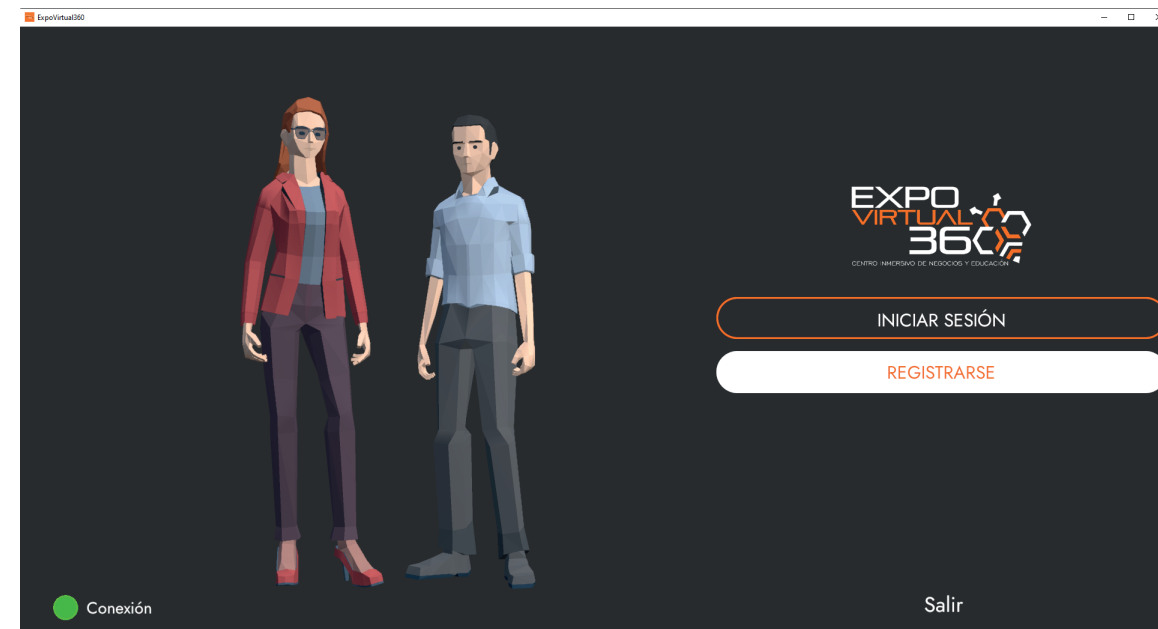 ExpoVirtual360
EXPO
VIRTUAL
360
CENTRO INMERSIVO DE NEGOCIOS Y EDUCACIÓN
INICIAR SESIÓN
REGISTRARSE
Conexión
Salir